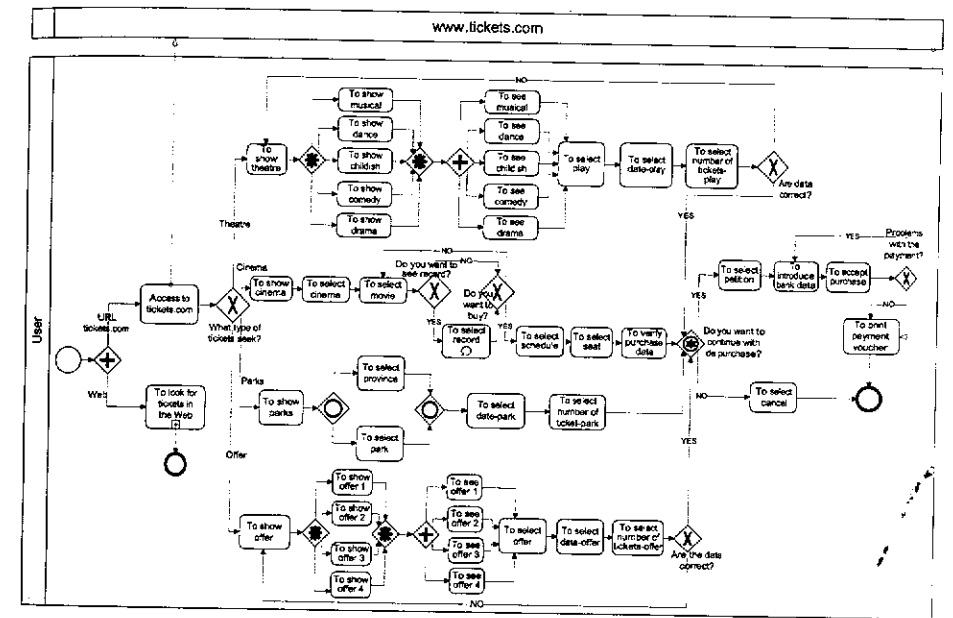 www.tickets.com
User
URL
tickets.com
Web
Access to
tickets.com
To look for
tickets in
the Web
What type of
tickets seek?
Theatre
Cinema
Parks
Offer
NO
To
show
theatre
To show
musical
To show
dance
To show
childish
To show
comedy
To show
drama
To see
musical
To see
dance
To see
childish
To see
comedy
To see
drama
To select
play
To select
date-play
To select
number of
tickets-
play
Are data
correct?
YES
To show
cinema
To select
cinema
To select
movie
NO
Do you want to
see record?
YES
To select
record
Do you
want to
buy?
YES
To select
schedule
To select
seat
To verify
purchase
data
Do you want to
continue with
de purchase?
YES
To select
petition
To
introduce
bank data
To accept
purchase
YES
Problems
with the
payment?
NO
To print
payment
voucher
NO
To select
cancel
To show
parks
To select
province
To select
park
To select
date-park
To select
number of
ticket-park
YES
To show
offer
To show
offer 1
To show
offer 2
To show
offer 3
To show
offer 4
To see
offer 1
To see
offer 2
To see
offer 3
To see
offer 4
To select
offer
To select
date-offer
To select
number of
tickets-offer
Are the data
correct?
NO